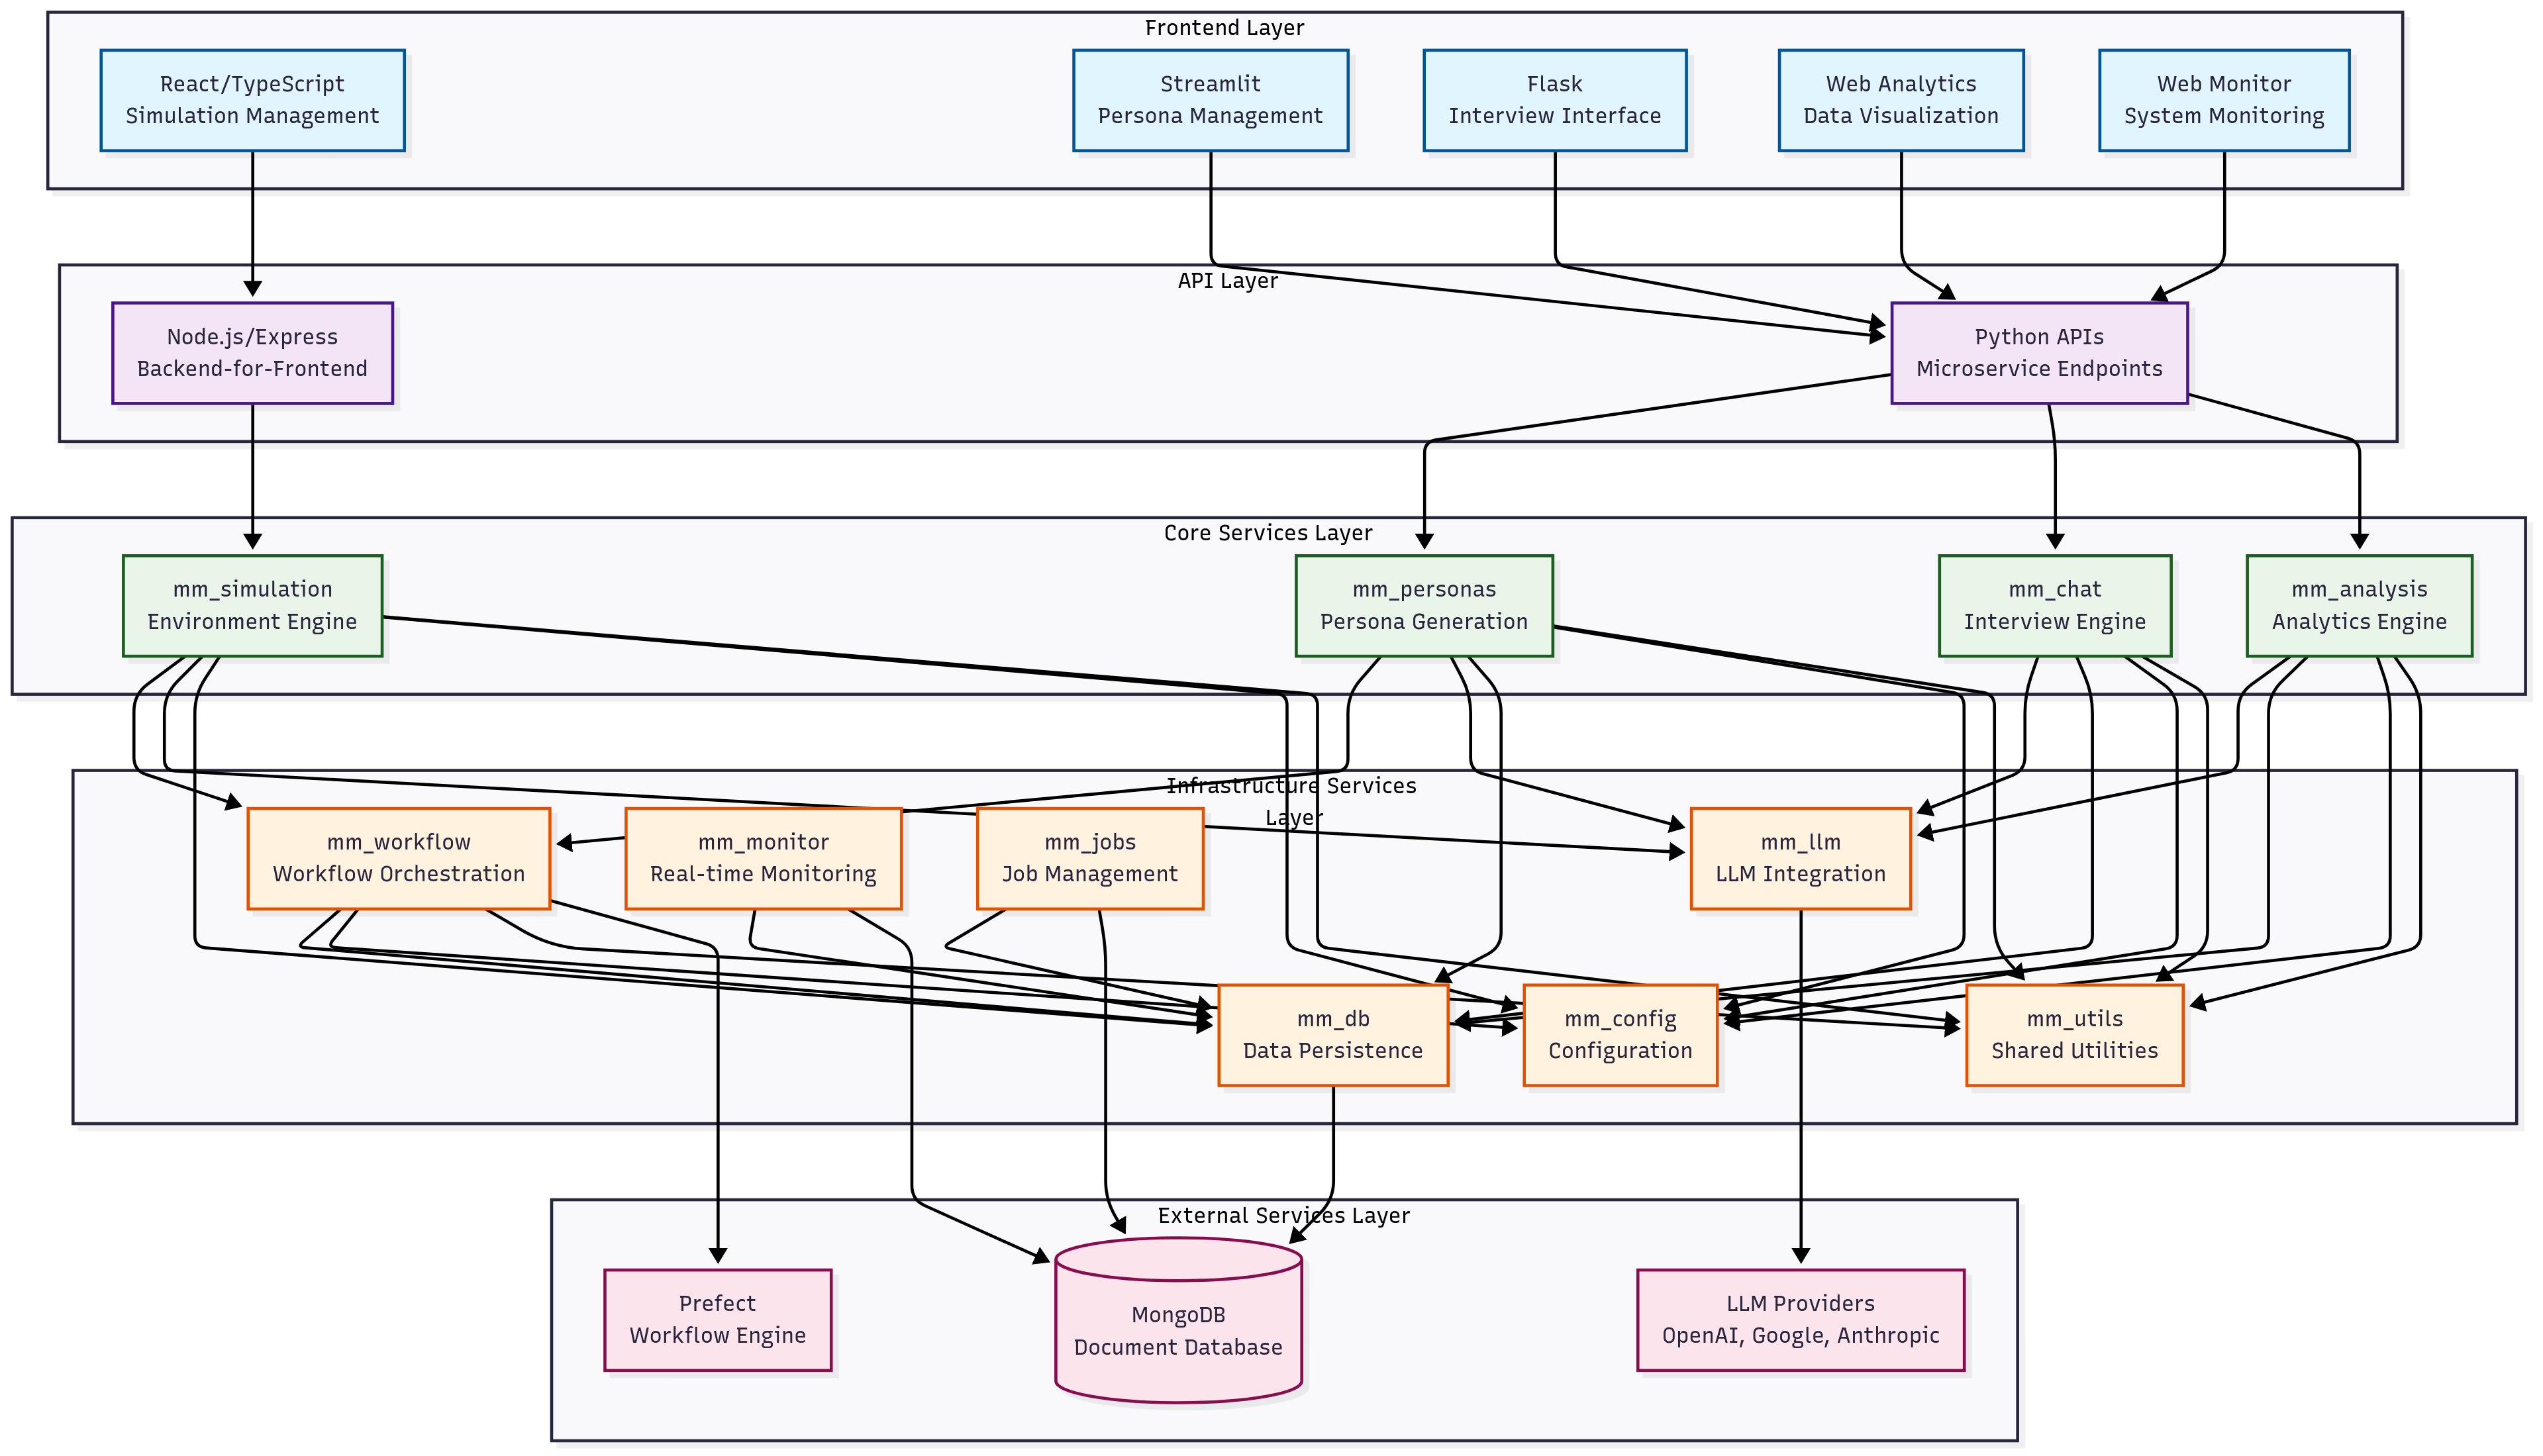 Frontend Layer
React/TypeScript
Simulation Management
Streamlit
Persona Management
Flask
Interview Interface
Web Analytics
Data Visualization
Web Monitor
System Monitoring
API Layer
Node.js/Express
Backend-for-Frontend
Python APIs
Microservice Endpoints
Core Services Layer
mm_simulation
Environment Engine
mm_personas
Persona Generation
mm_chat
Interview Engine
mm_analysis
Analytics Engine
Infrastructure Services
Layer
mm_workflow
Workflow Orchestration
mm_monitor
Real-time Monitoring
mm_jobs
Job Management
mm_llm
LLM Integration
mm_db
Data Persistence
mm_config
Configuration
mm_utils
Shared Utilities
External Services Layer
Prefect
Workflow Engine
MongoDB
Document Database
LLM Providers
OpenAI, Google, Anthropic